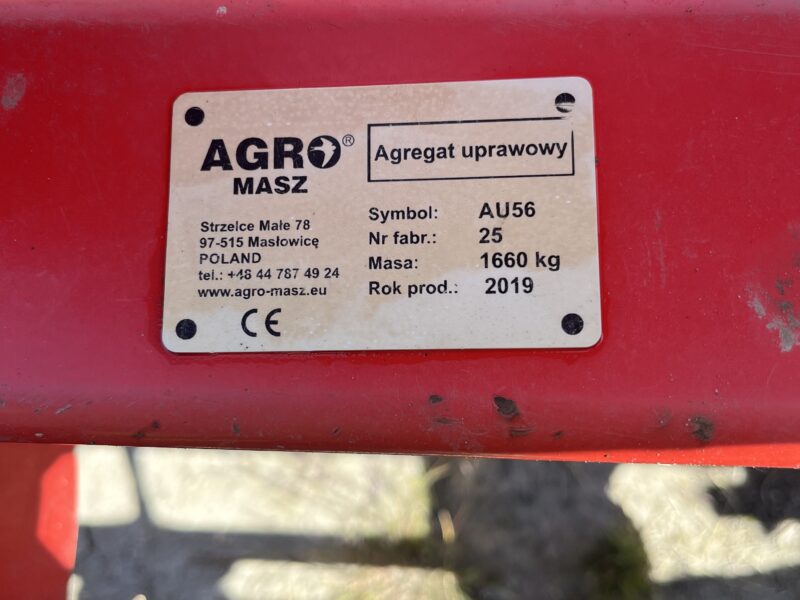 AGRO®
MASZ
Strzelce Małe 78
97-515 Masłowice
POLAND
tel.: +48 44 787 49 24
www.agro-masz.eu
CE
Agregat uprawowy
Symbol: AU56
Nr fabr.: 25
Masa: 1660 kg
Rok prod.: 2019